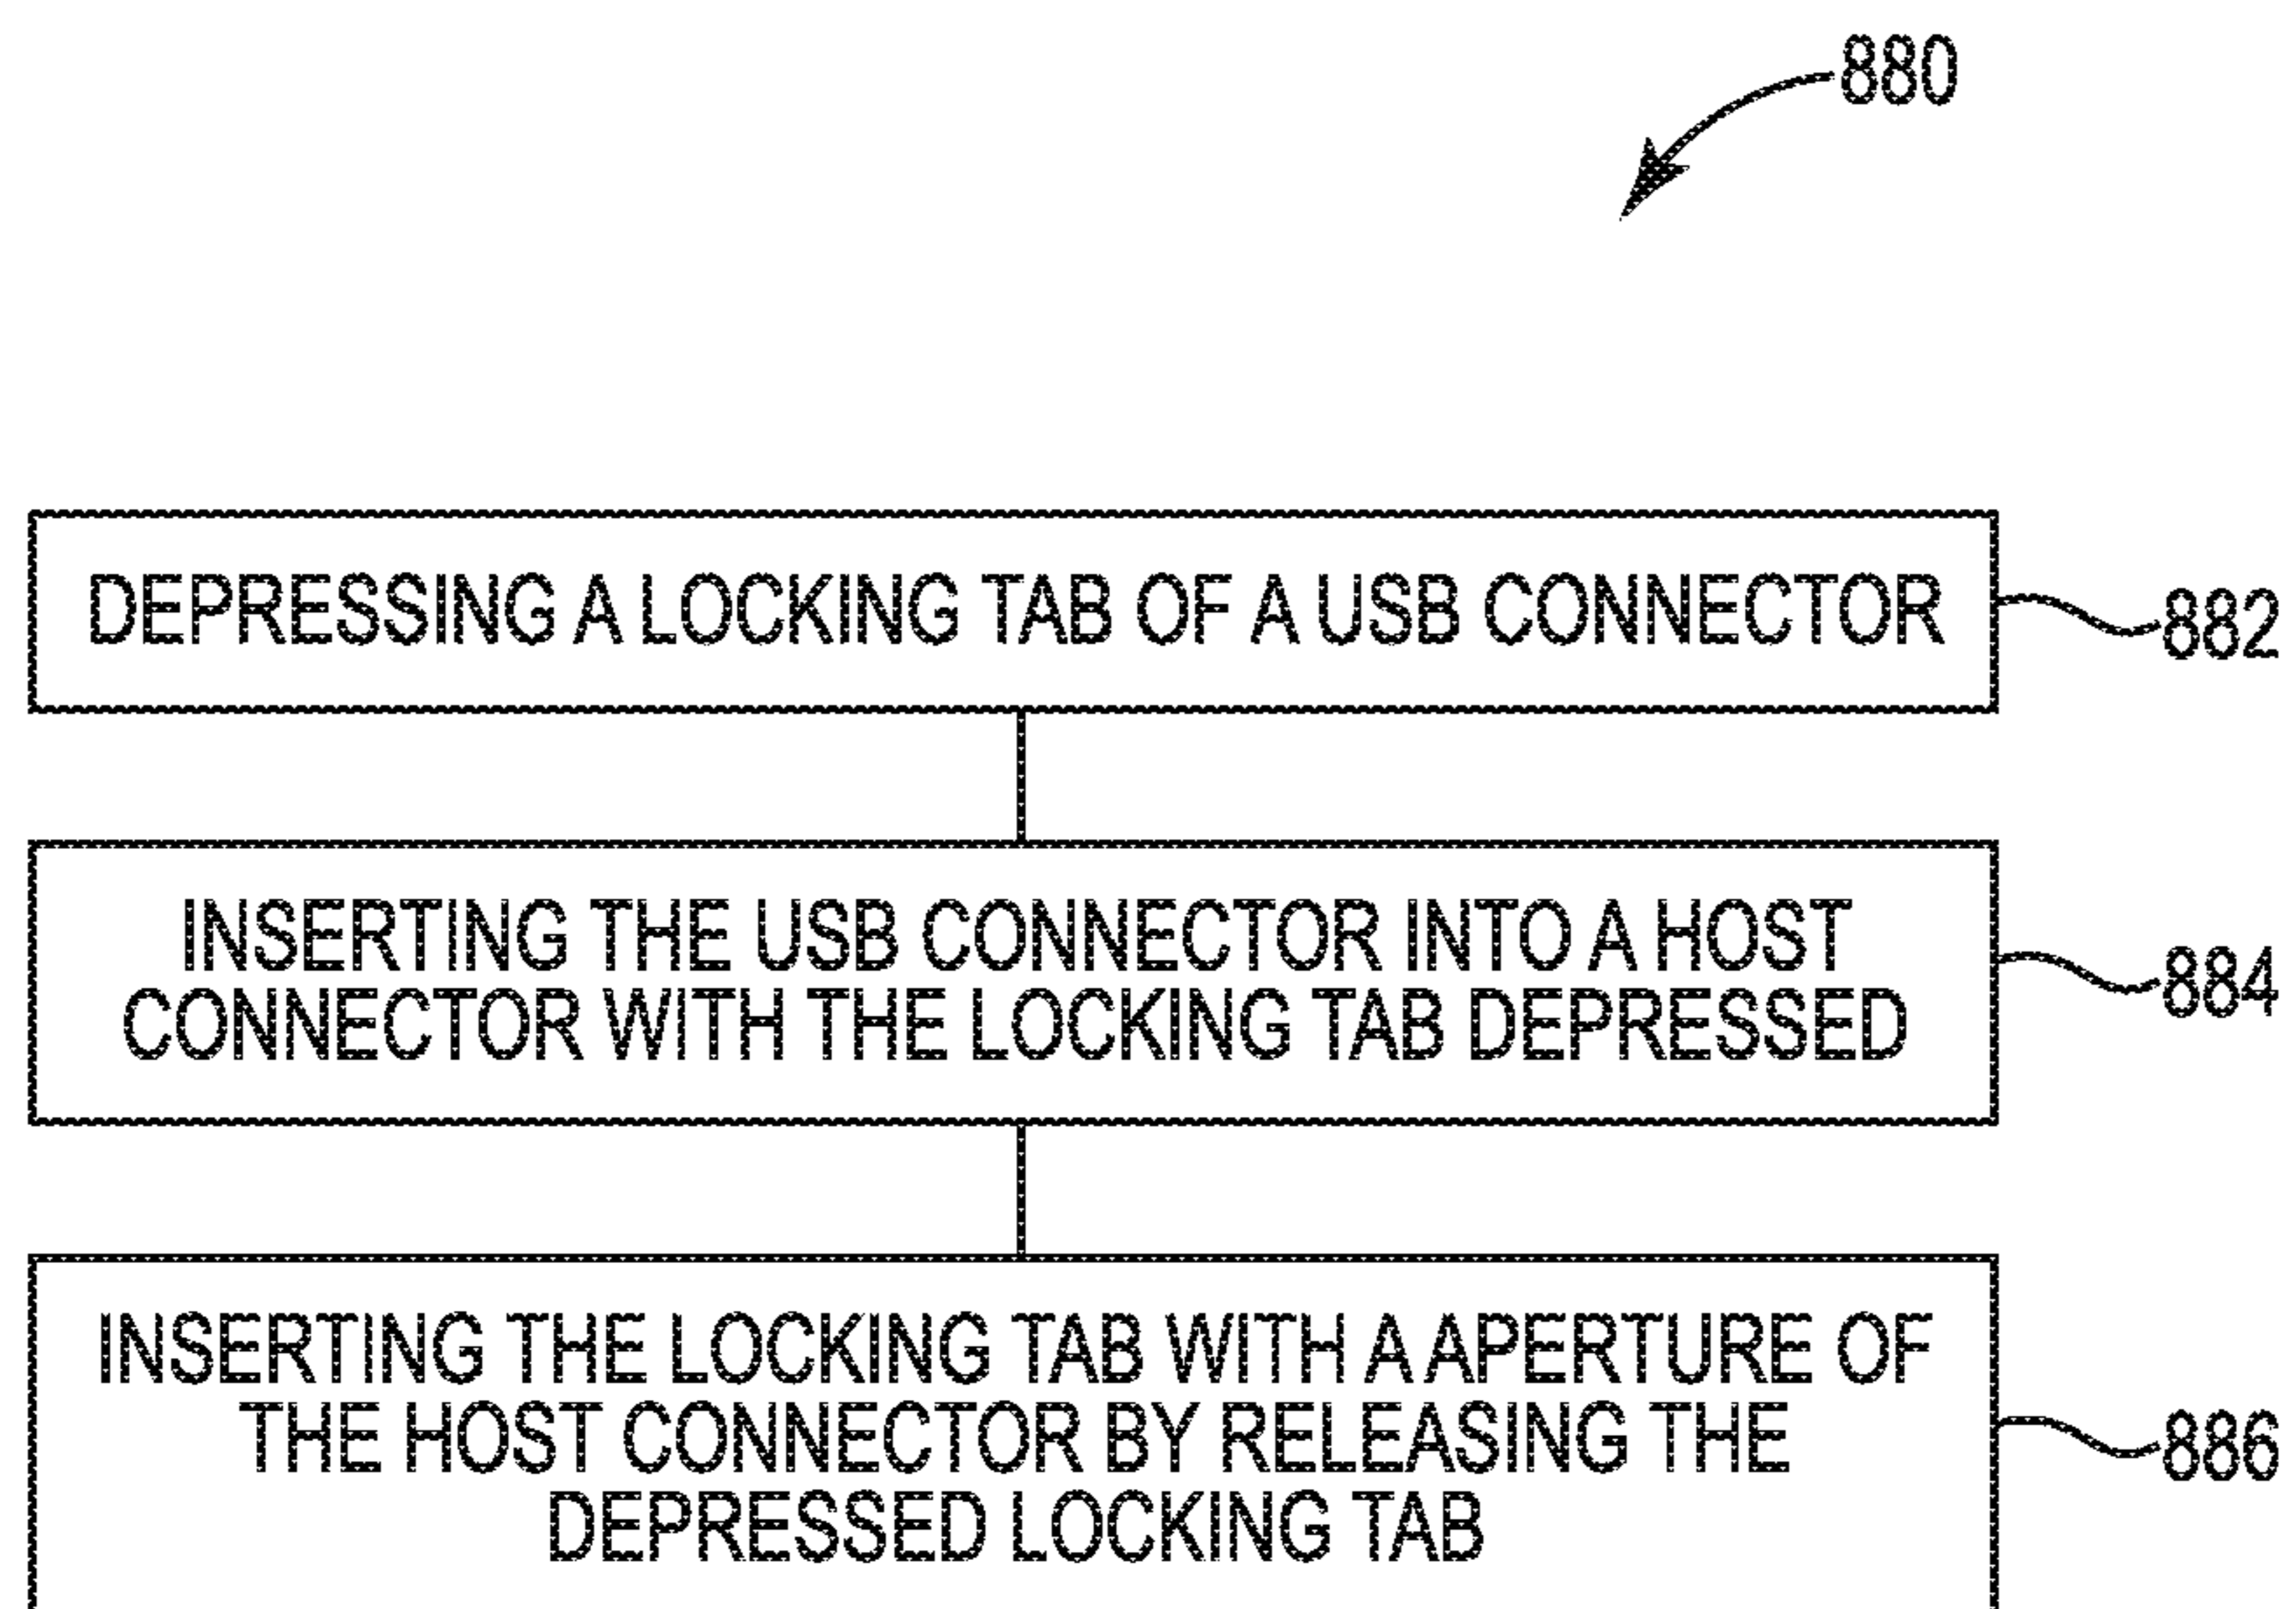 880
DEPRESSING A LOCKING TAB OF A USB CONNECTOR
882
INSERTING THE USB CONNECTOR INTO A HOST
CONNECTOR WITH THE LOCKING TAB DEPRESSED
884
INSERTING THE LOCKING TAB WITH A APERTURE OF
THE HOST CONNECTOR BY RELEASING THE
DEPRESSED LOCKING TAB
886